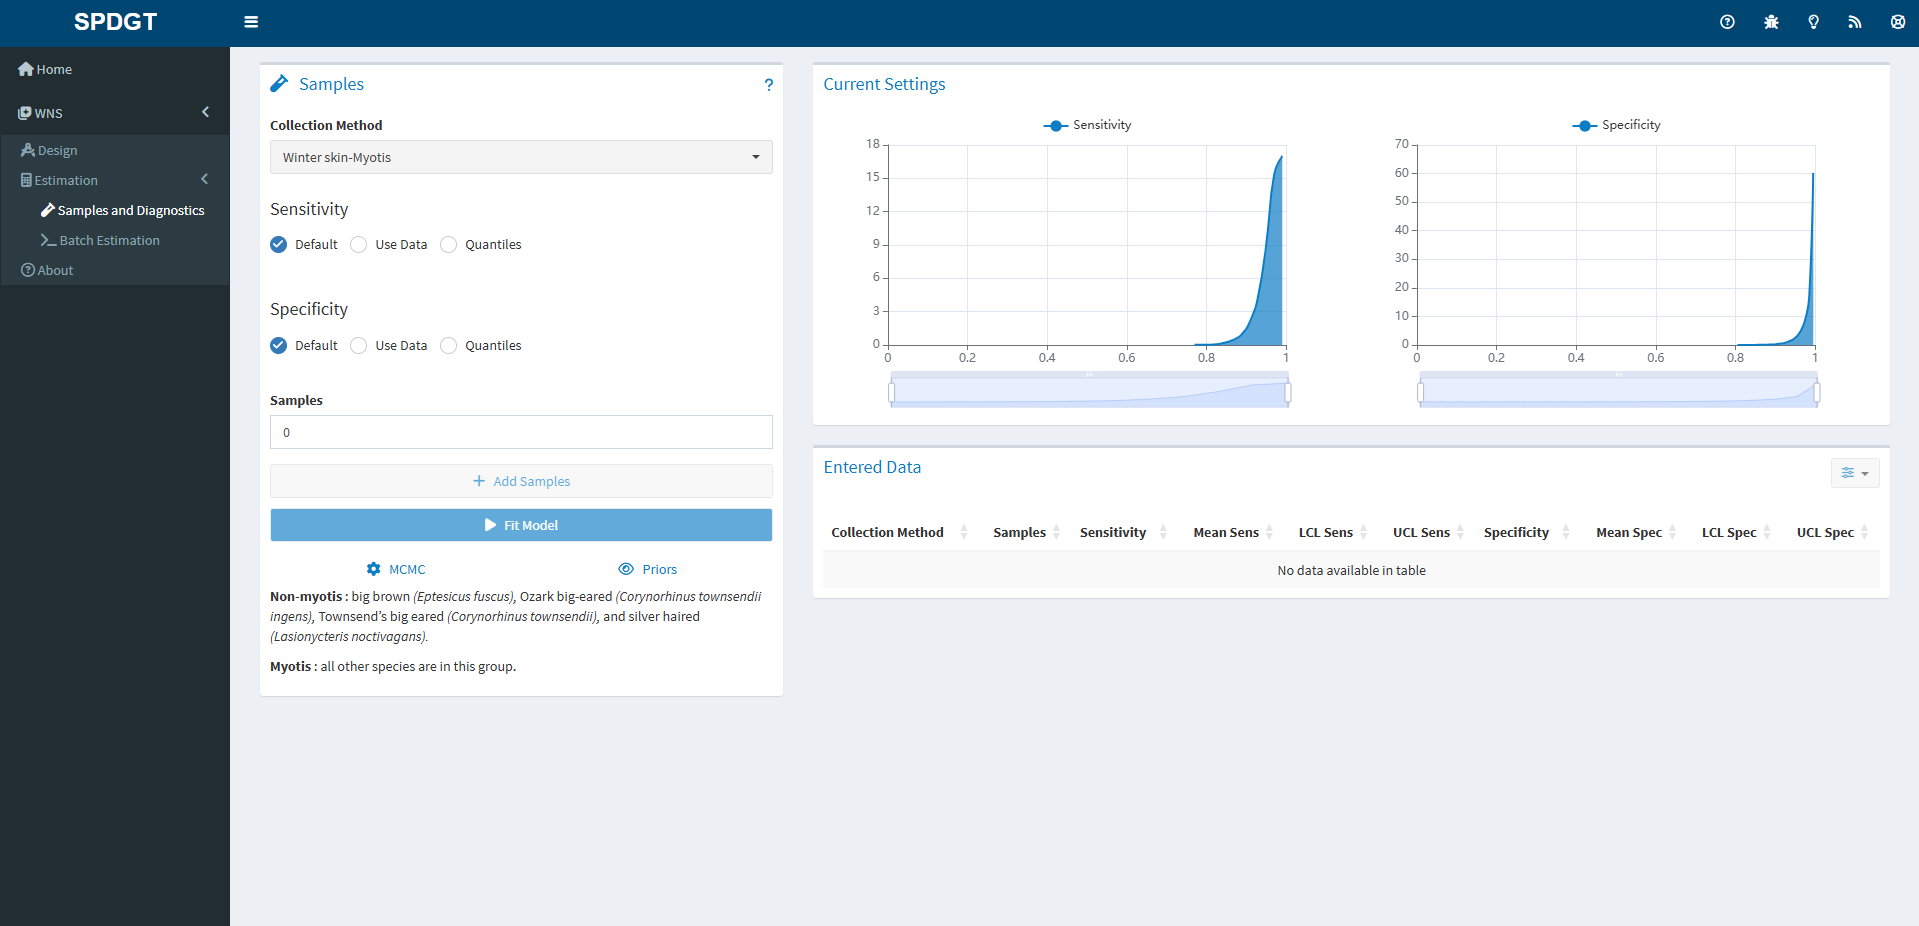 SPDGT
Home
WNS
Design
Estimation
Samples and Diagnostics
Batch Estimation
About
Samples
?
Collection Method
Winter skin-Myotis
Sensitivity
Default Use Data Quantiles
Specificity
Default Use Data Quantiles
Samples
0
+ Add Samples
Fit Model
MCMC Priors
Non-myotis : big brown (Eptesicus fuscus), Ozark big-eared (Corynorhinus townsendii
ingens), Townsend’s big eared (Corynorhinus townsendii), and silver haired
(Lasionycteris noctivagans).
Myotis : all other species are in this group.
Current Settings
Sensitivity
18
15
12
9
6
3
0
0 0.2 0.4 0.6 0.8 1
Specificity
70
60
50
40
30
20
10
0
0 0.2 0.4 0.6 0.8 1
Entered Data
Collection Method Samples Sensitivity Mean Sens LCL Sens UCL Sens Specificity Mean Spec LCL Spec UCL Spec
No data available in table